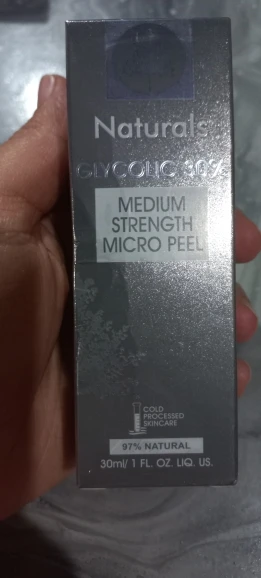 Naturals
GLYCOLIC 30%
MEDIUM
STRENGTH
MICRO PEEL
COLD
PROCESSED
SKINCARE
97% NATURAL
30ml/ 1 FL. OZ. LIQ. US.